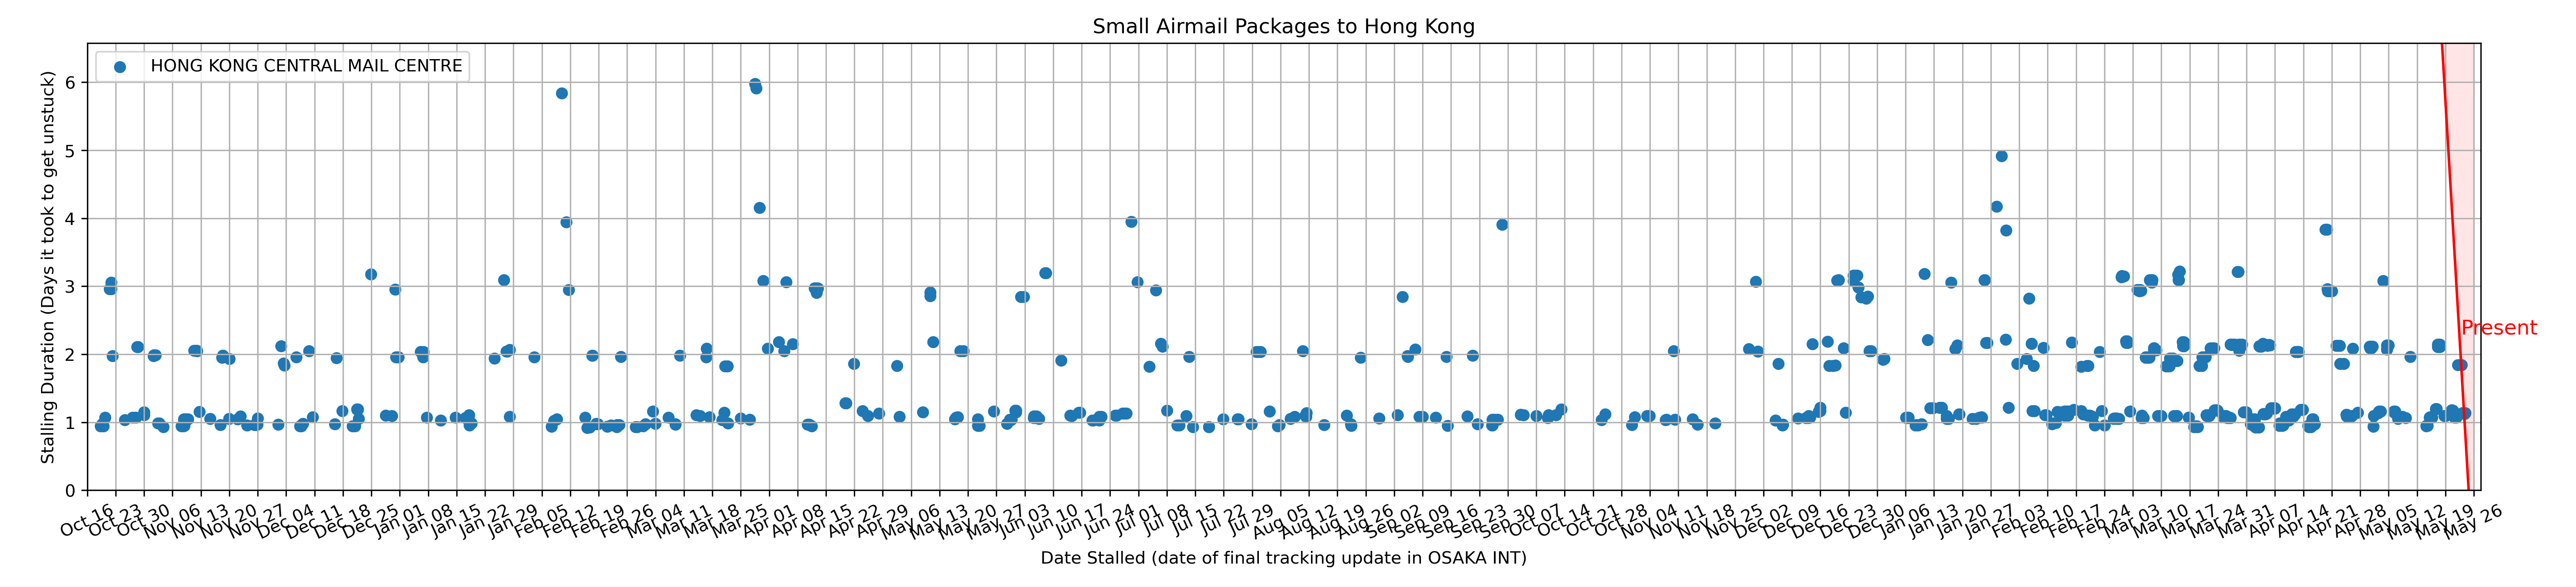 Small Airmail Packages to Hong Kong
HONG KONG CENTRAL MAIL CENTRE
Stalling Duration (Days it took to get unstuck)
6
5
4
3
2
1
0
Present
Oct 16
Oct 23
Oct 30
Nov 06
Nov 13
Nov 20
Nov 27
Dec 04
Dec 11
Dec 18
Dec 25
Jan 01
Jan 08
Jan 15
Jan 22
Jan 29
Feb 05
Feb 12
Feb 19
Feb 26
Mar 04
Mar 11
Mar 18
Mar 25
Apr 01
Apr 08
Apr 15
Apr 22
Apr 29
May 06
May 13
May 20
May 27
Jun 03
Jun 10
Jun 17
Jun 24
Jul 01
Jul 08
Jul 15
Jul 22
Jul 29
Aug 05
Aug 12
Aug 19
Aug 26
Sep 02
Sep 09
Sep 16
Sep 23
Sep 30
Oct 07
Oct 14
Oct 21
Oct 28
Nov 04
Nov 11
Nov 18
Nov 25
Dec 02
Dec 09
Dec 16
Dec 23
Dec 30
Jan 06
Jan 13
Jan 20
Jan 27
Feb 03
Feb 10
Feb 17
Feb 24
Mar 03
Mar 10
Mar 17
Mar 24
Mar 31
Apr 07
Apr 14
Apr 21
Apr 28
May 05
May 12
May 19
May 26
Date Stalled (date of final tracking update in OSAKA INT)